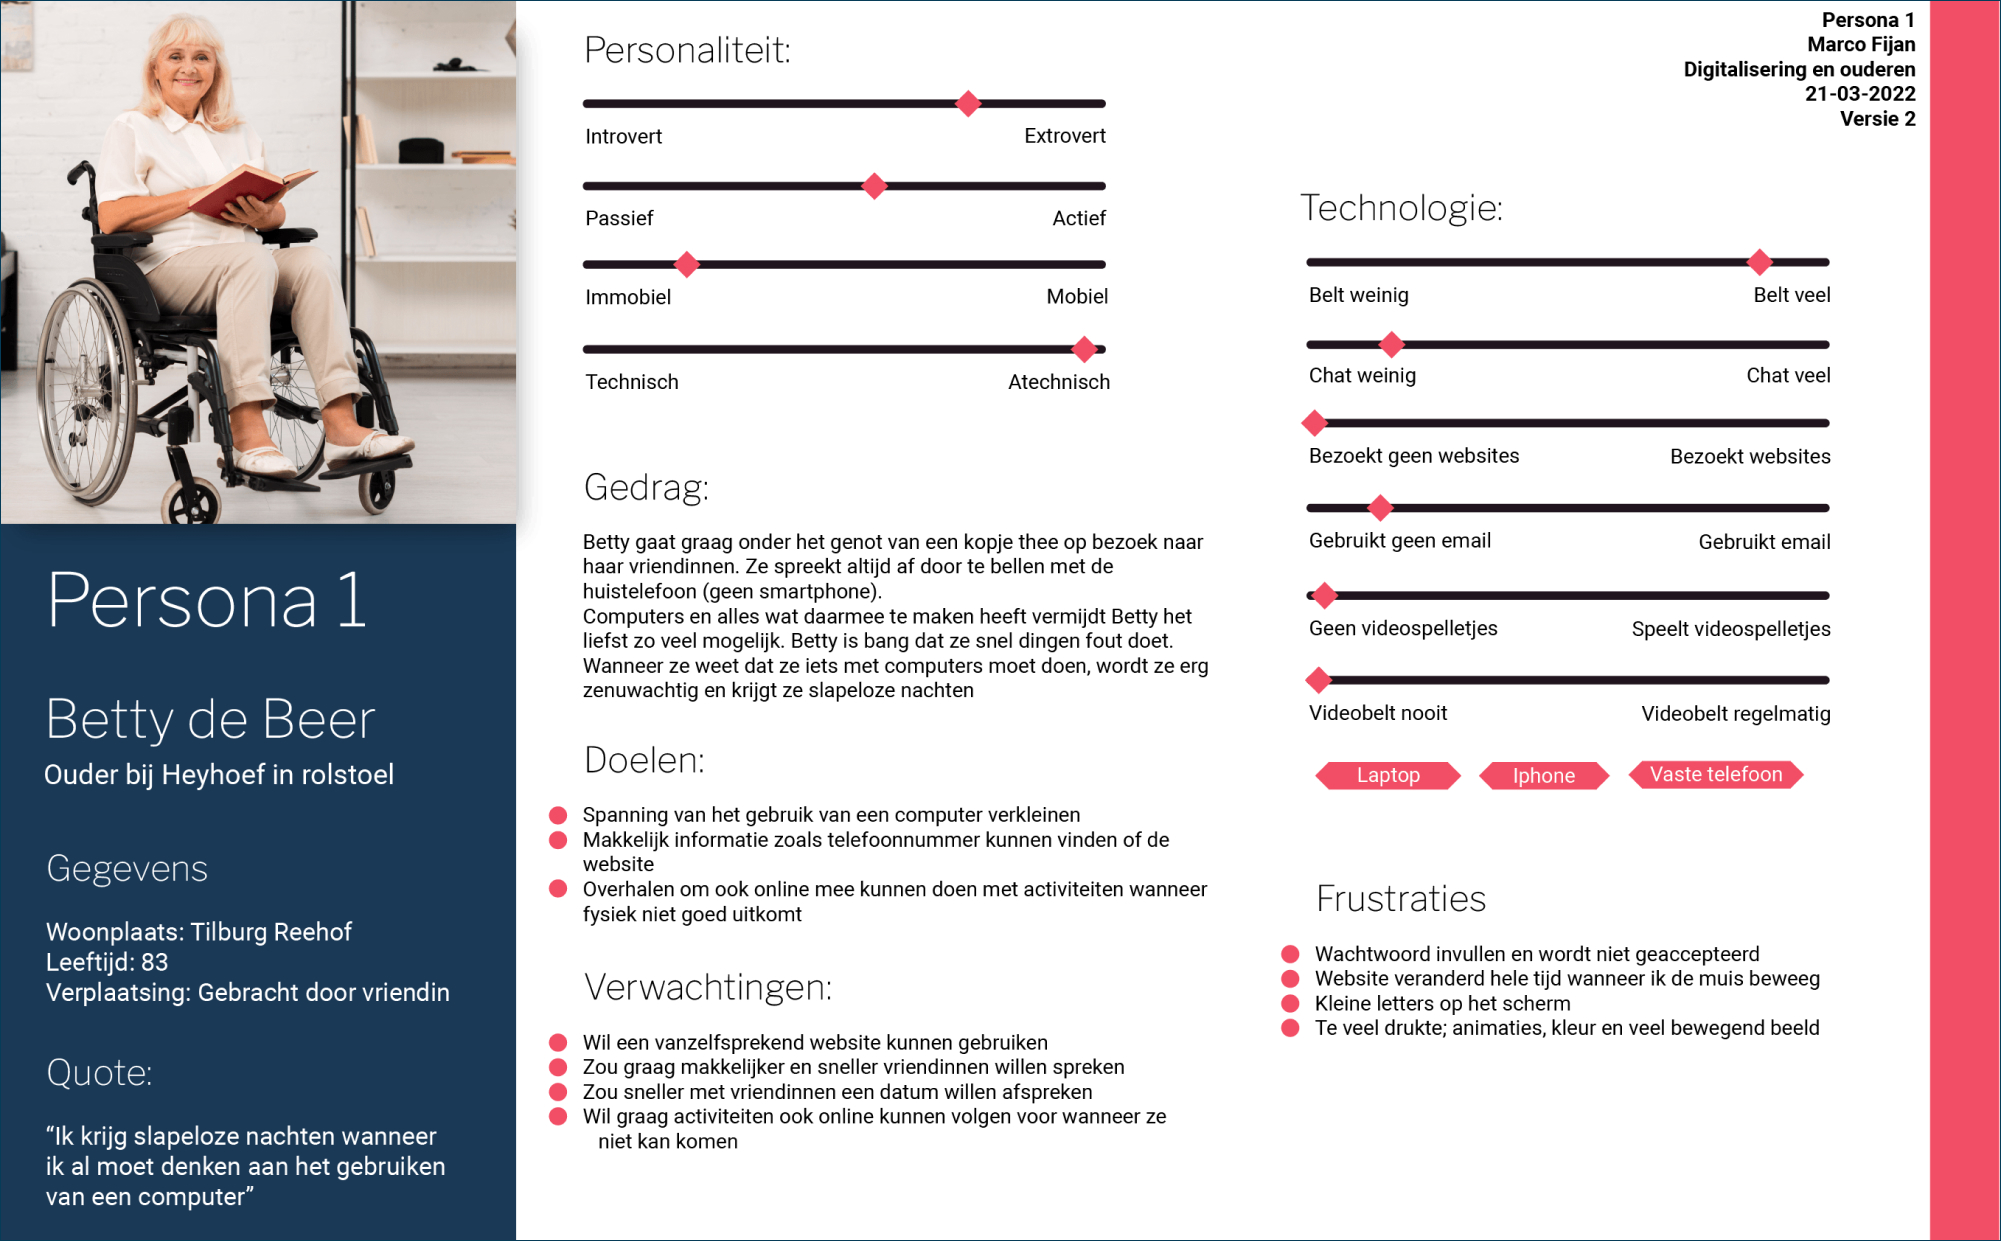 Persona 1
Marco Fijan
Digitalisering en ouderen
21-03-2022
Versie 2
Persona 1
Betty de Beer
Ouder bij Heyhoef in rolstoel
Gegevens
Woonplaats: Tilburg Reehof
Leeftijd: 83
Verplaatsing: Gebracht door vriendin
Quote:
“Ik krijg slapeloze nachten wanneer
ik al moet denken aan het gebruiken
van een computer”
Personaliteit:
Introvert Extrovert
Passief Actief
Immobiel Mobiel
Technisch Atechnisch
Gedrag:
Betty gaat graag onder het genot van een kopje thee op bezoek naar
haar vriendinnen. Ze spreekt altijd af door te bellen met de
huistelefoon (geen smartphone).
Computers en alles wat daarmee te maken heeft vermijdt Betty het
liefst zo veel mogelijk. Betty is bang dat ze snel dingen fout doet.
Wanneer ze weet dat ze iets met computers moet doen, wordt ze erg
zenuwachtig en krijgt ze slapeloze nachten
Doelen:
Spanning van het gebruik van een computer verkleinen
Makkelijk informatie zoals telefoonnummer kunnen vinden of de
website
Overhalen om ook online mee kunnen doen met activiteiten wanneer
fysiek niet goed uitkomt
Verwachtingen:
Wil een vanzelfsprekend website kunnen gebruiken
Zou graag makkelijker en sneller vriendinnen willen spreken
Zou sneller met vriendinnen een datum willen afspreken
Wil graag activiteiten ook online kunnen volgen voor wanneer ze
niet kan komen
Technologie:
Belt weinig Belt veel
Chat weinig Chat veel
Bezoekt geen websites Bezoekt websites
Gebruikt geen email Gebruikt email
Geen videospelletjes Speelt videospelletjes
Videobelt nooit Videobelt regelmatig
Laptop Iphone Vaste telefoon
Frustraties
Wachtwoord invullen en wordt niet geaccepteerd
Website veranderd hele tijd wanneer ik de muis beweeg
Kleine letters op het scherm
Te veel drukte; animaties, kleur en veel bewegend beeld